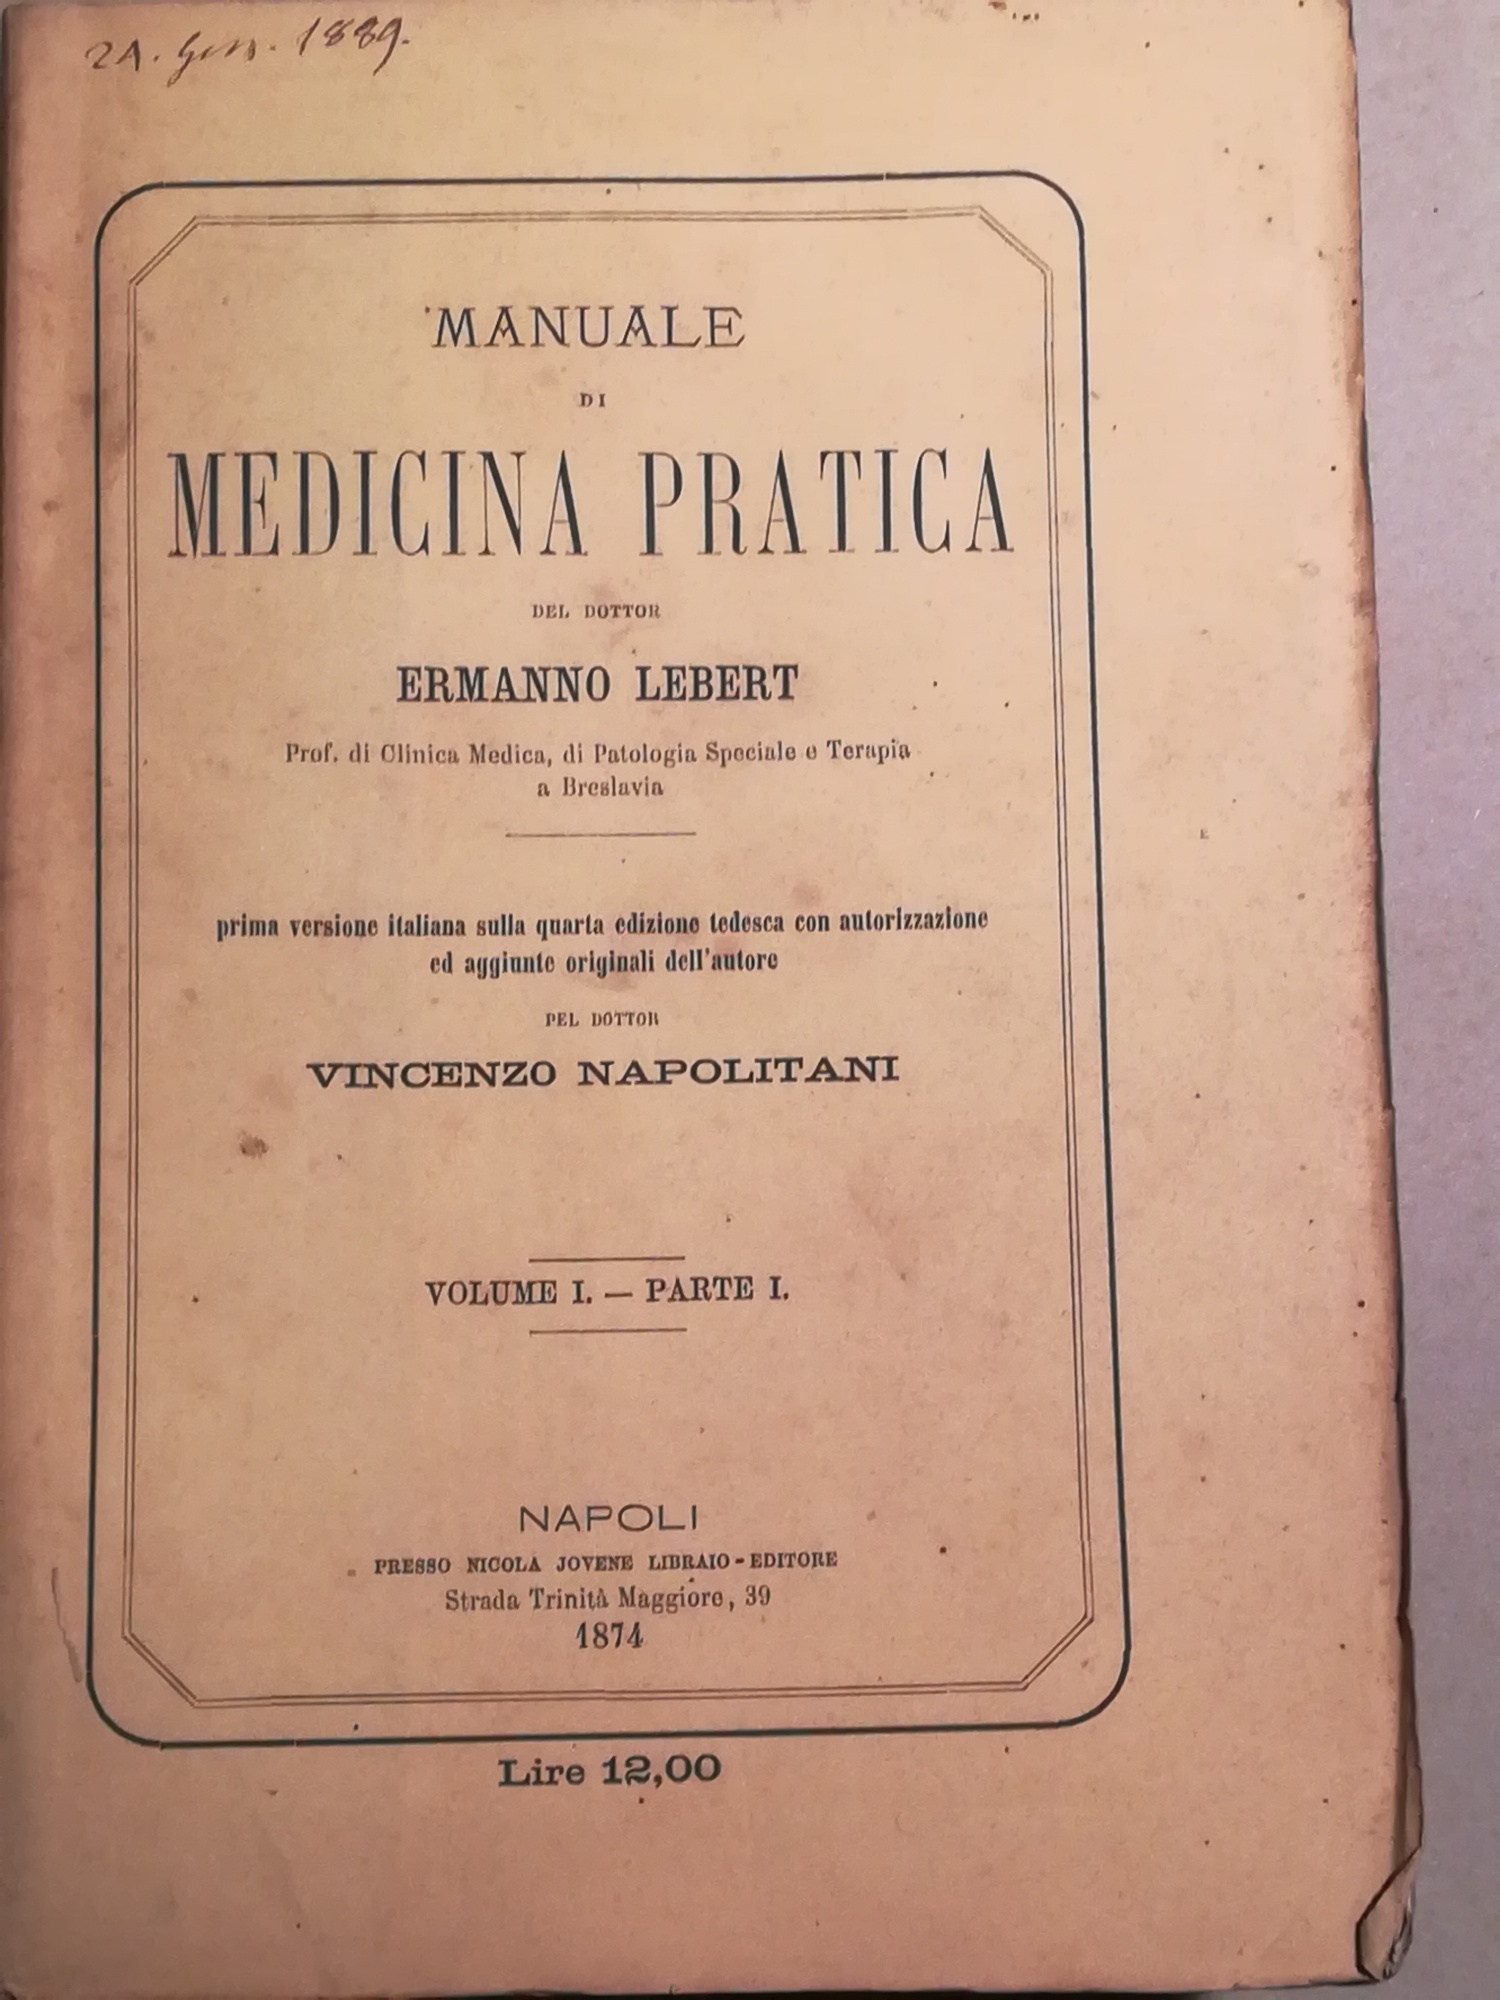 24. Gen. 1889.
MANUALE
DI
MEDICINA PRATICA
DEL DOTTOR
ERMANNO LEBERT
Prof. di Clinica Medica, di Patologia Speciale e Terapia
a Breslavia
prima versione italiana sulla quarta edizione tedesca con autorizzazione
ed aggiunte originali dell'autore
PEL DOTTOR
VINCENZO NAPOLITANI
VOLUME I. — PARTE I.
NAPOLI
PRESSO NICOLA JOVENE LIBRAIO-EDITORE
Strada Trinità Maggiore, 39
1874
Lire 12,00